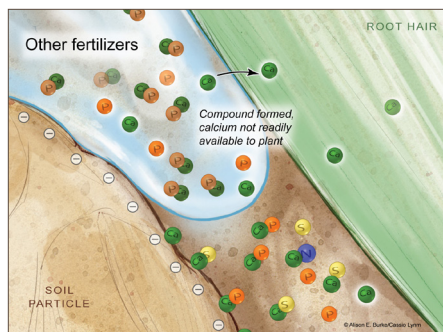 ROOT HAIR
Other fertilizers
Compound formed,
calcium not readily
available to plant
SOIL
PARTICLE
© Alison E. Burke/Cassio Lynm